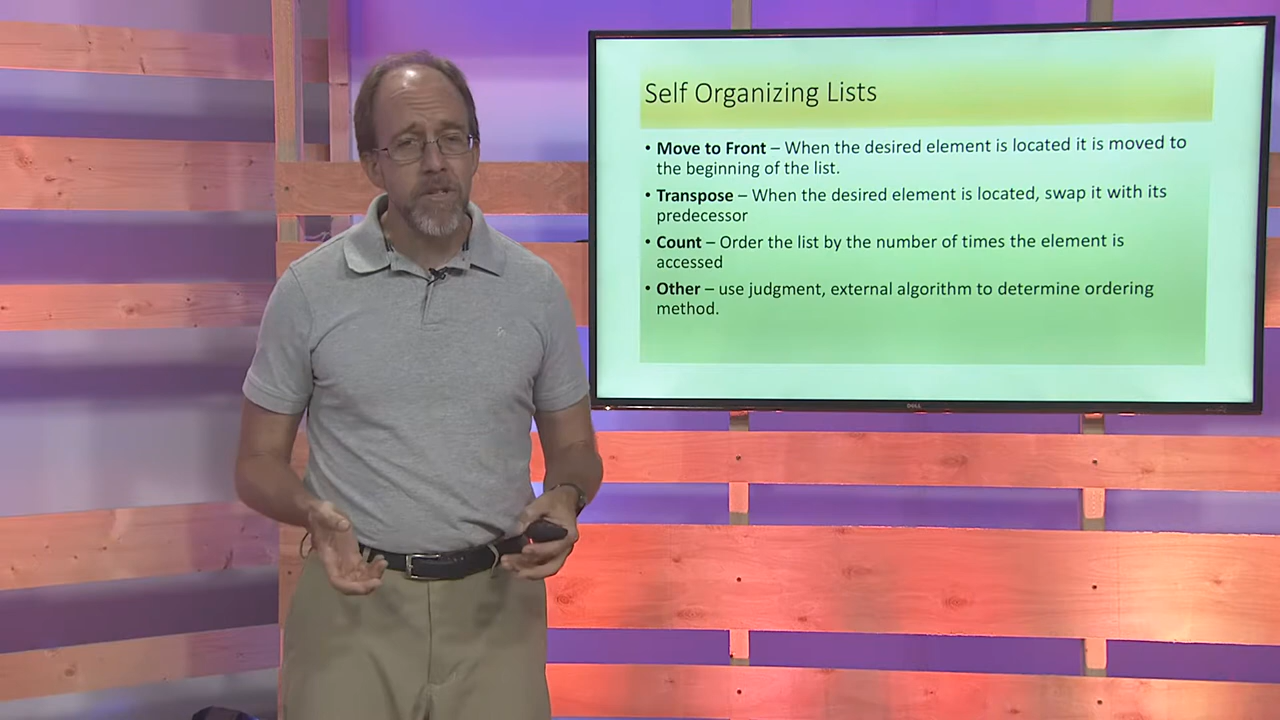 Self Organizing Lists
• Move to Front – When the desired element is located it is moved to
the beginning of the list.
• Transpose – When the desired element is located, swap it with its
predecessor
• Count – Order the list by the number of times the element is
accessed
• Other – use judgment, external algorithm to determine ordering
method.
DELL